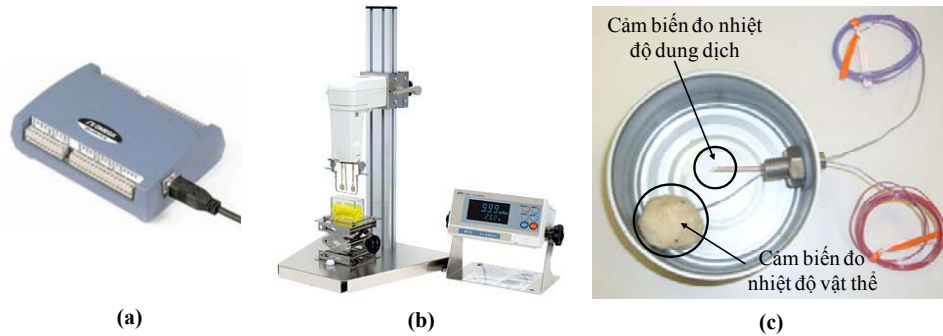 Cảm biến đo nhiệt
độ dung dịch
Cảm biến đo
nhiệt độ vật thể
(a)
(b)
(c)